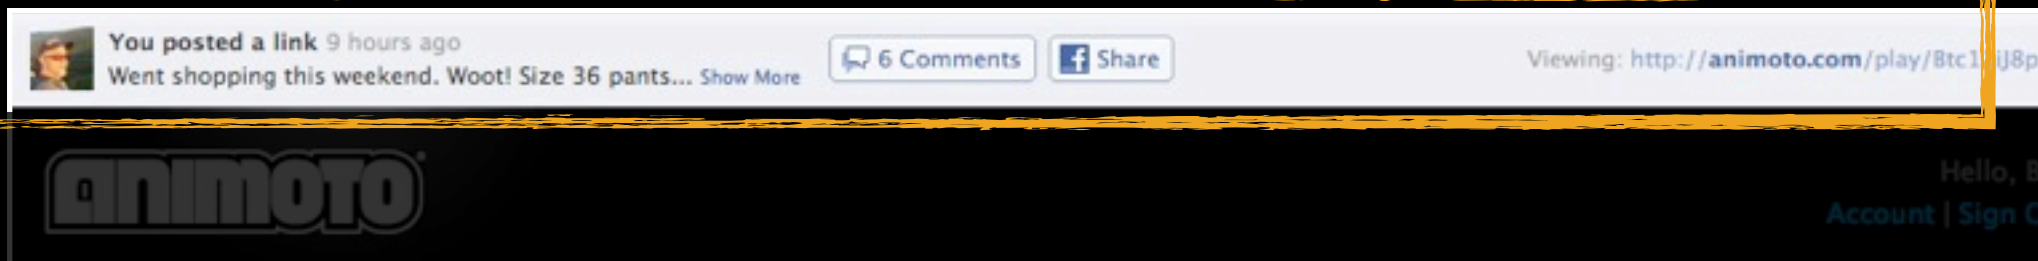 You posted a link 9 hours ago
Went shopping this weekend. Woot! Size 36 pants... Show More
6 Comments
Share
Viewing: http://animoto.com/play/
animoto
Hello,
Account | Sign